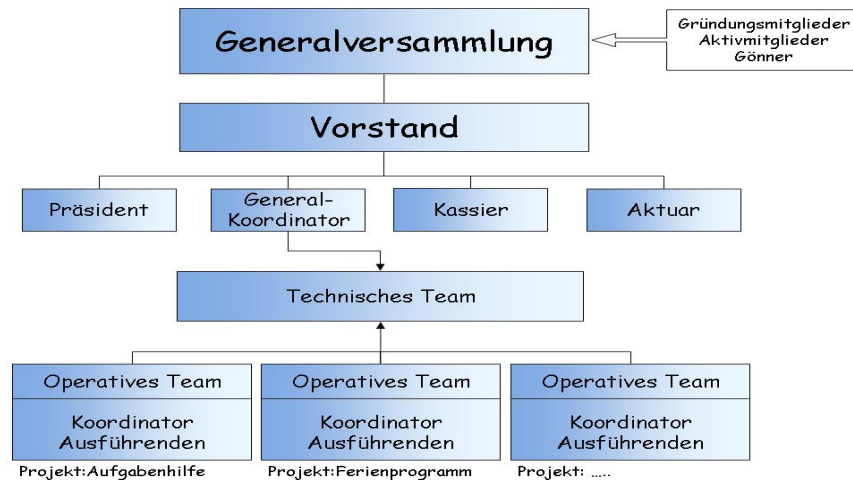 Generalversammlung
Gründungsmitglieder
Aktivmitglieder
Gönner
Vorstand
Präsident
General-
Koordinator
Kassier
Aktuar
Technisches Team
Operatives Team
Koordinator
Ausführenden
Projekt:Aufgabenhilfe
Operatives Team
Koordinator
Ausführenden
Projekt:Ferienprogramm
Operatives Team
Koordinator
Ausführenden
Projekt: .....